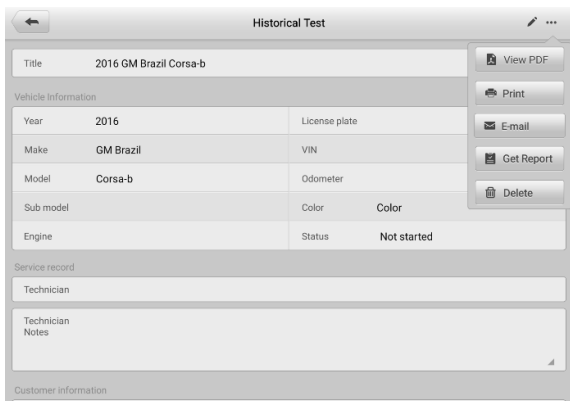 Historical Test
Title 2016 GM Brazil Corsa-b
View PDF
Print
E-mail
Get Report
Delete
Vehicle Information
Year 2016 License plate
Make GM Brazil VIN
Model Corsa-b Odometer
Sub model Color Color
Engine Status Not started
Service record
Technician
Technician
Notes
Customer information